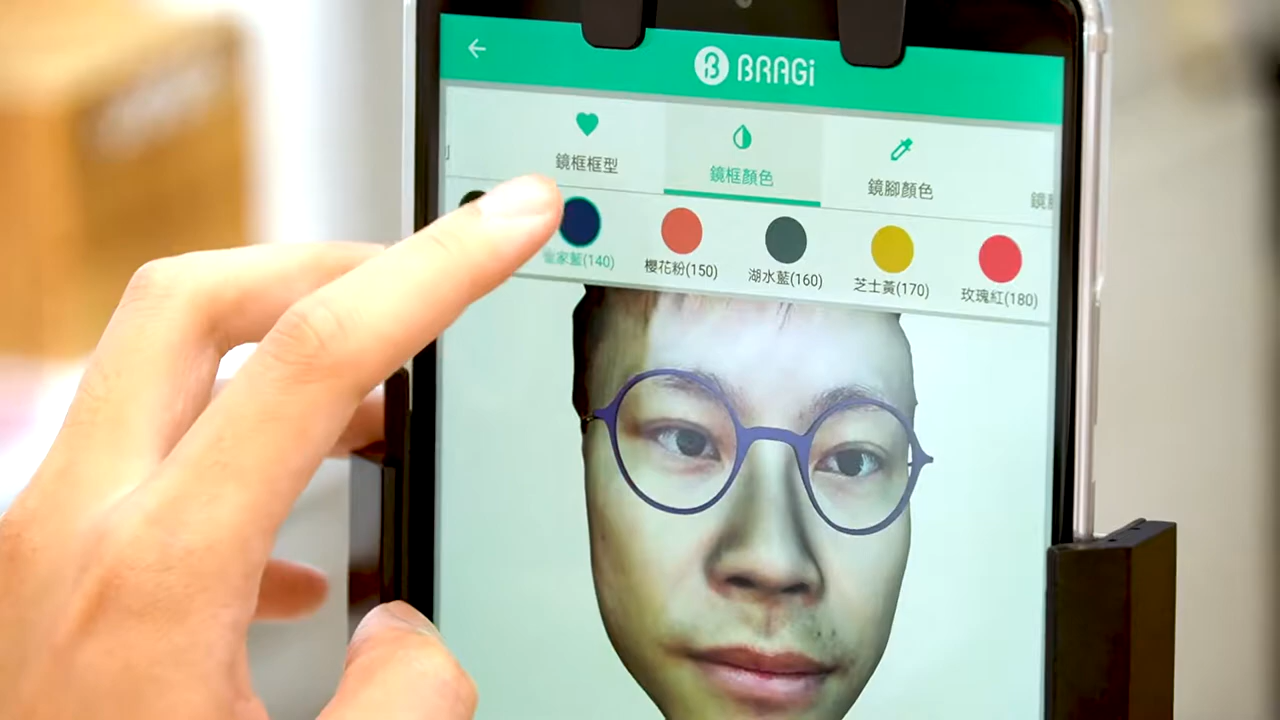 BRAGi
鏡框框型
鏡框顏色
鏡腳顏色
家藍(140)
櫻花粉(150)
湖水藍(160)
芝士黃(170)
玫瑰紅(180)